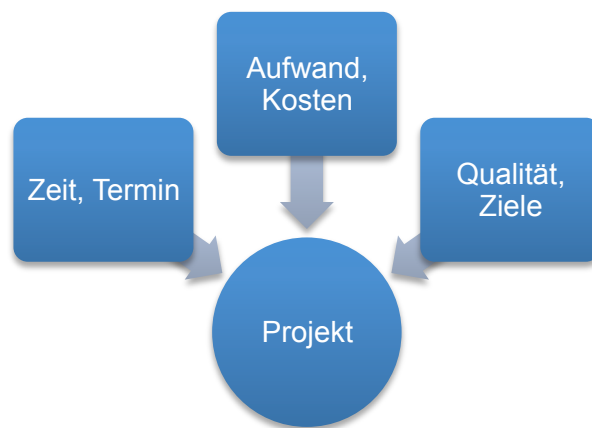 Aufwand,
Kosten
Zeit, Termin
Qualität,
Ziele
Projekt